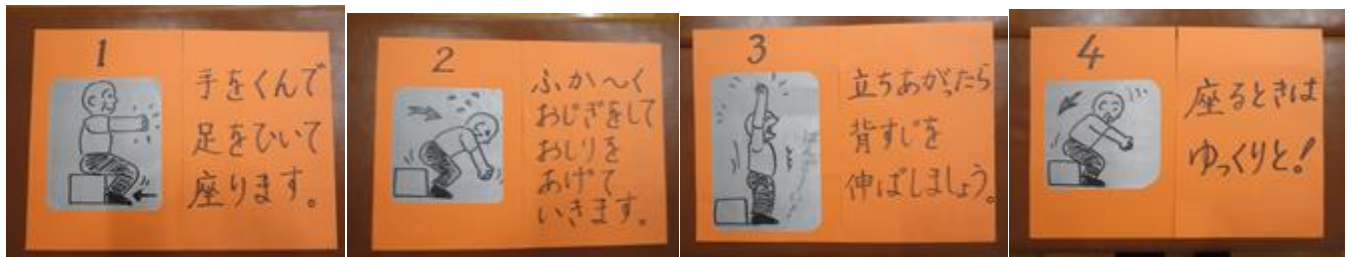 1
手をくんで
足をひいて
座ります。
2
ふか〜く
おじぎをして
おしりを
あげて
いきます。
3
立ちあがったら
背すじを
伸ばしましょう。
4
座るときは
ゆっくりと!